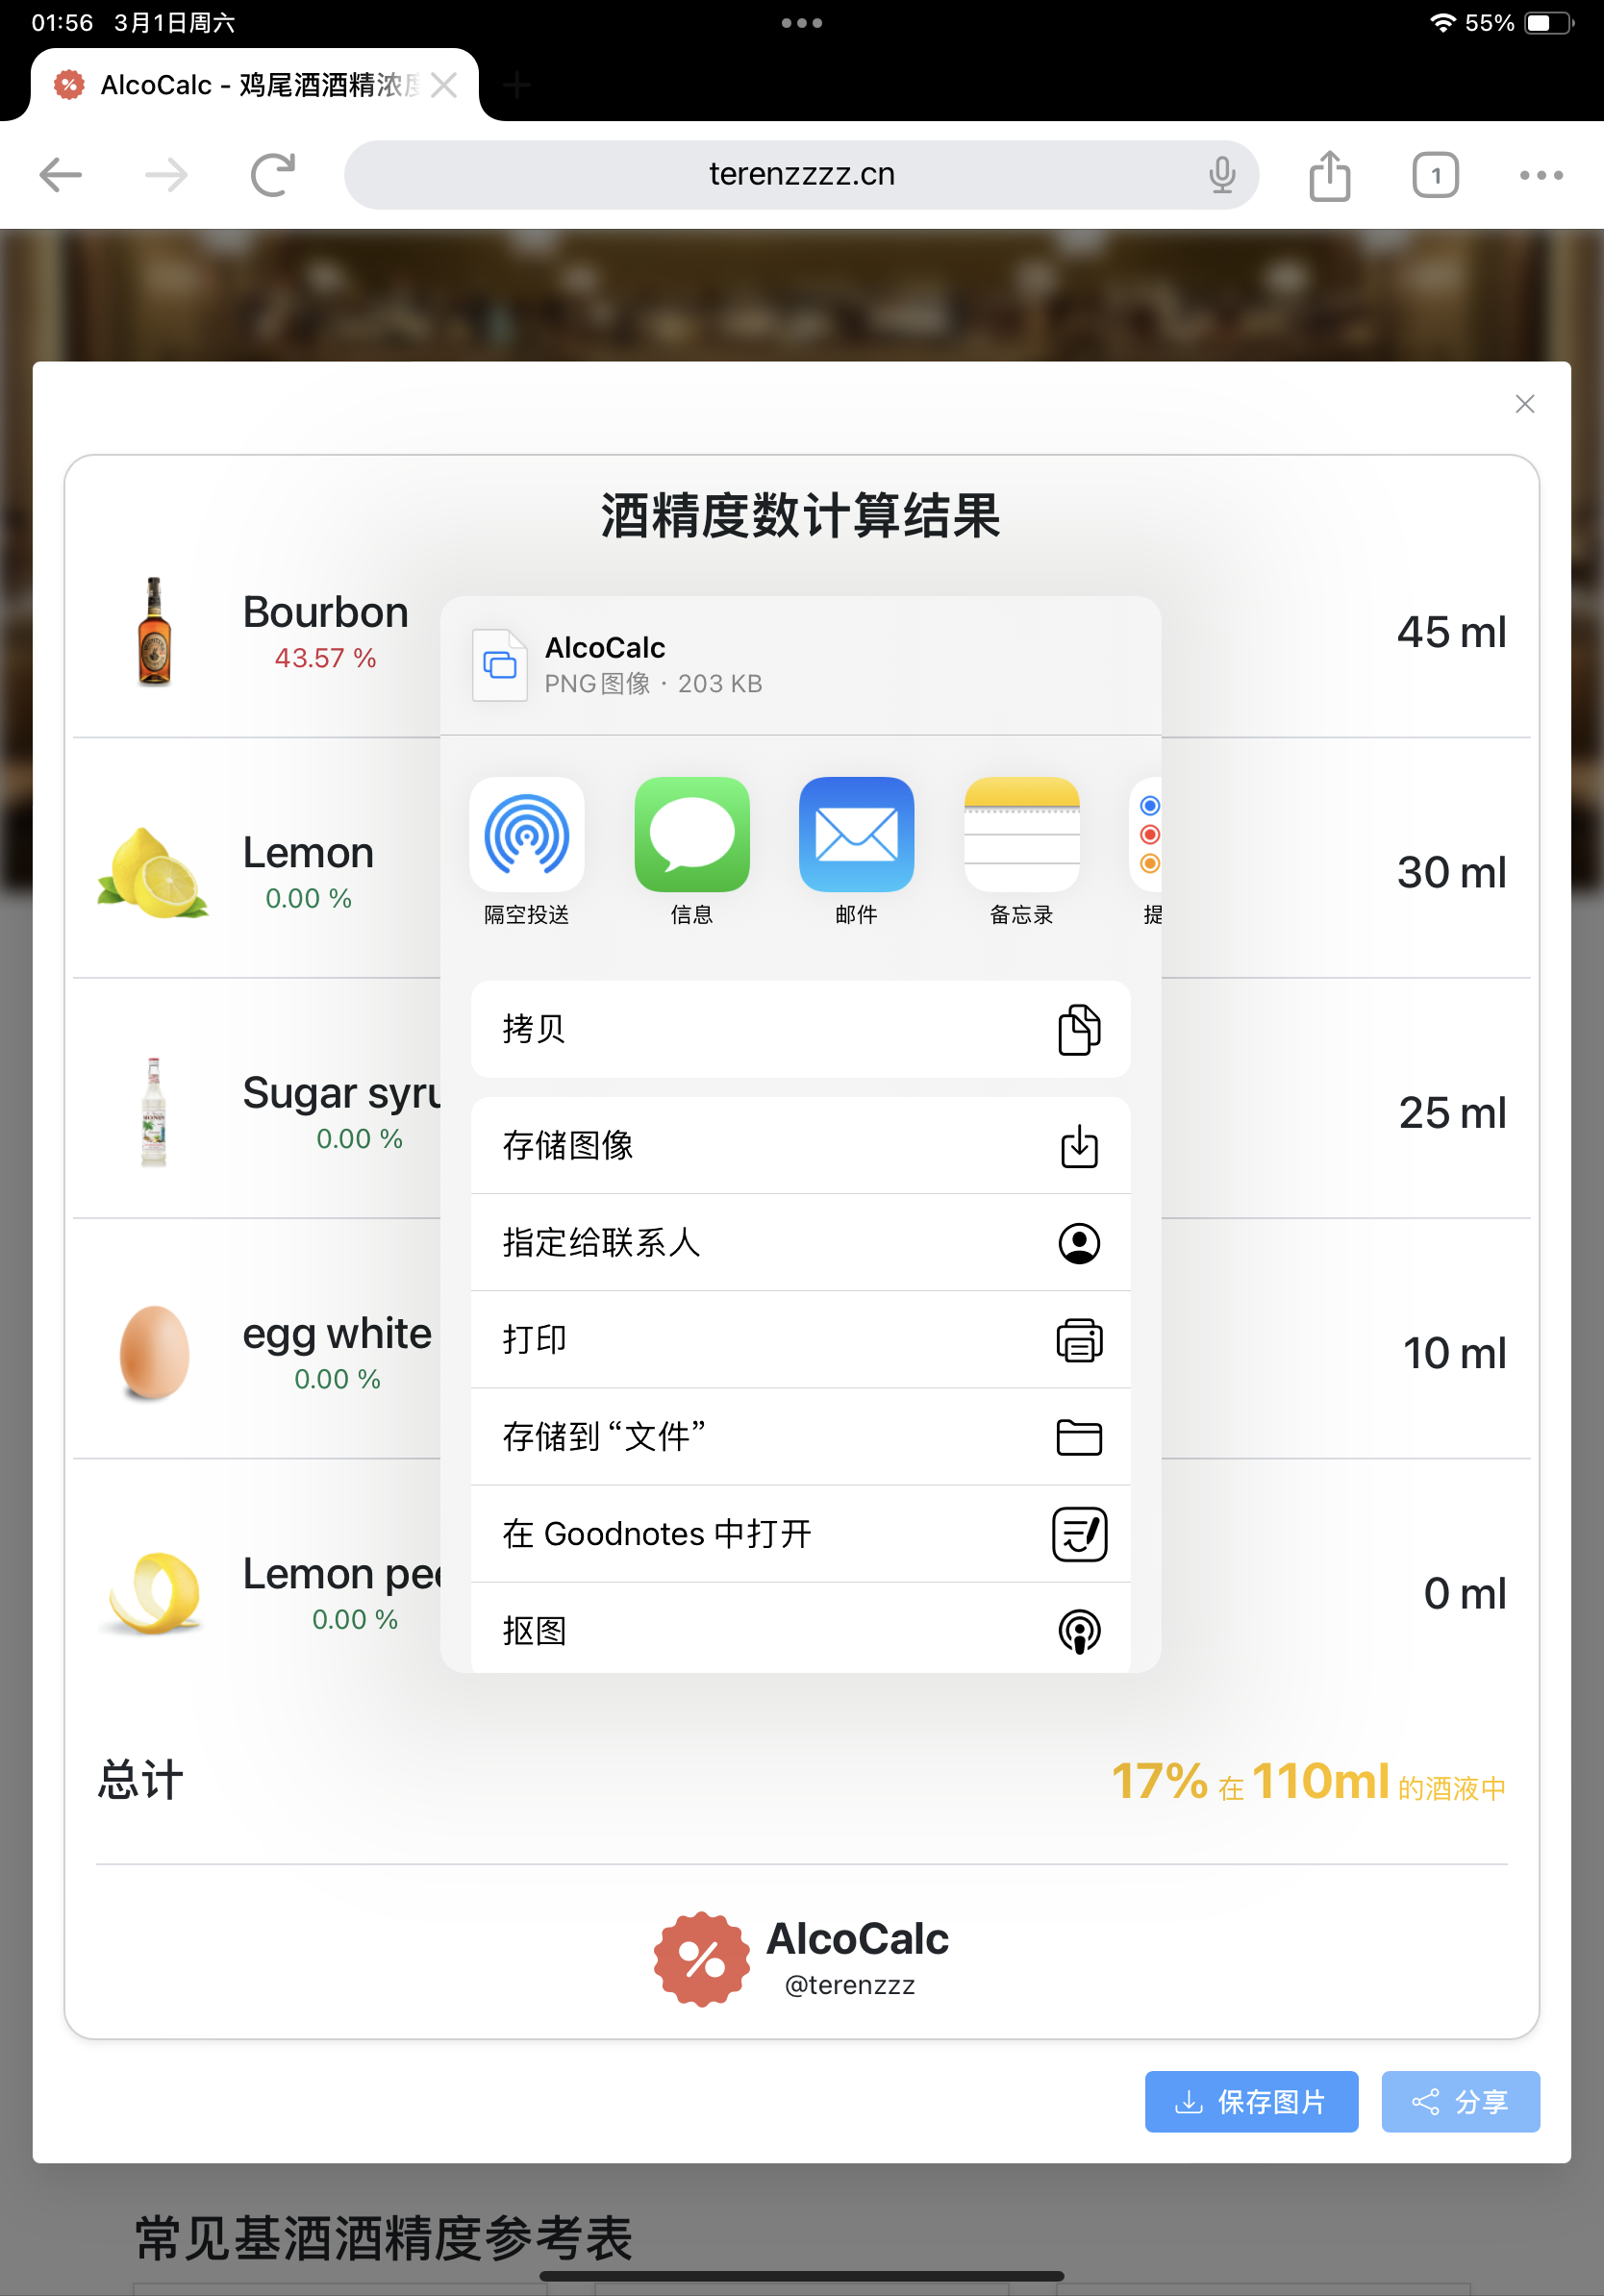 01:56 3月1日周六
55%
AlcoCalc - 鸡尾酒酒精浓度
terenzzzz.cn
1
酒精度数计算结果
Bourbon
43.57 %
45 ml
AlcoCalc
PNG图像 · 203 KB
隔空投送
信息
邮件
备忘录
提
Lemon
0.00 %
30 ml
拷贝
Sugar syru
0.00 %
25 ml
存储图像
指定给联系人
egg white
0.00 %
10 ml
打印
存储到“文件”
在 Goodnotes 中打开
Lemon pee
0.00 %
0 ml
抠图
总计
17% 在 110ml 的酒液中
AlcoCalc
@terenzzz
保存图片
分享
常见基酒酒精度参考表